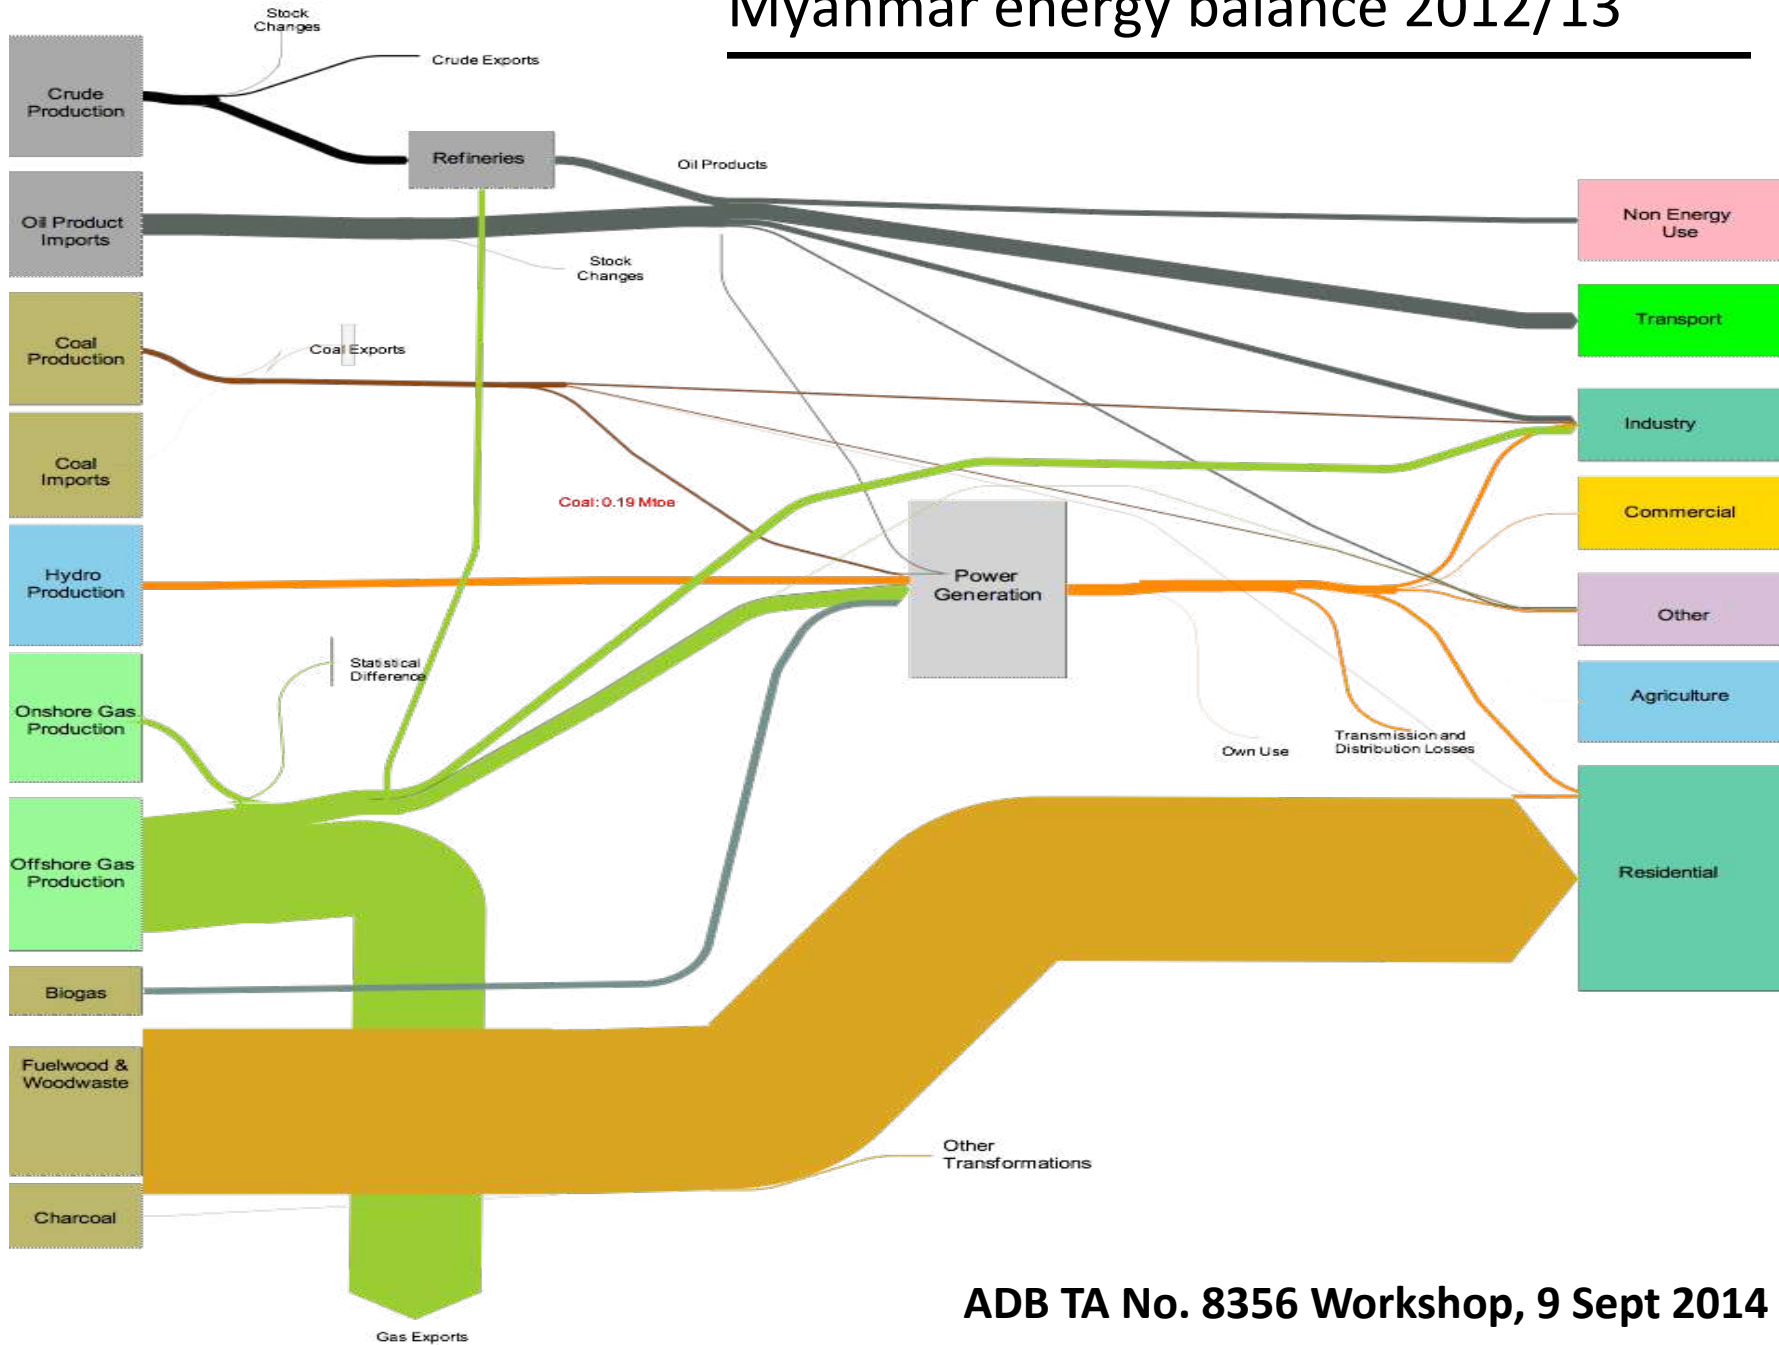 Myanmar energy balance 2012/13
Stock
Changes
Crude Exports
Crude
Production
Refineries
Oil Products
Oil Product
Imports
Stock
Changes
Non Energy
Use
Transport
Coal
Production
Coal Exports
Industry
Coal
Imports
Coal: 0.19 Mtoe
Commercial
Hydro
Production
Power
Generation
Other
Statistical
Difference
Onshore Gas
Production
Agriculture
Own Use
Transmission and
Distribution Losses
Offshore Gas
Production
Residential
Biogas
Fuelwood &
Woodwaste
Other
Transformations
Charcoal
Gas Exports
ADB TA No. 8356 Workshop, 9 Sept 2014